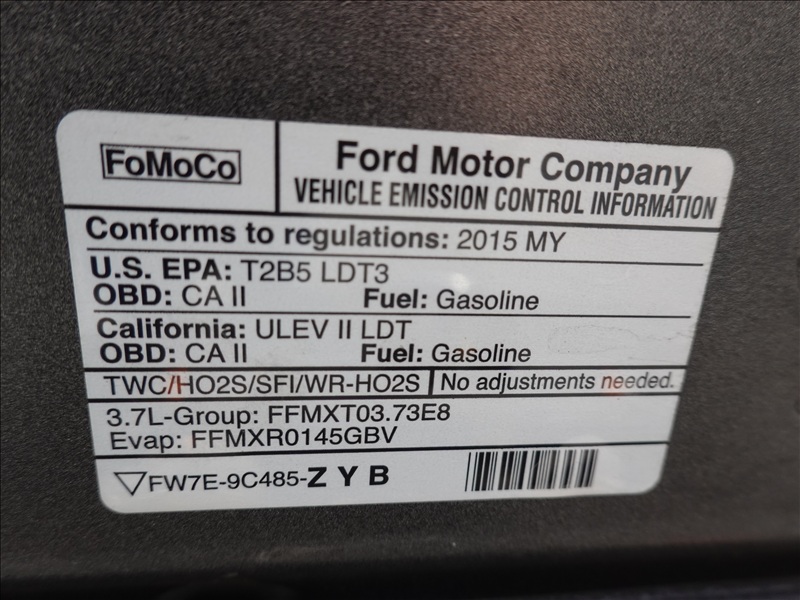 FoMoCo
Ford Motor Company
VEHICLE EMISSION CONTROL INFORMATION
Conforms to regulations: 2015 MY
U.S. EPA: T2B5 LDT3
OBD: CA II Fuel: Gasoline
California: ULEV II LDT
OBD: CA II Fuel: Gasoline
TWC/HO2S/SFI/WR-HO2S No adjustments needed.
3.7L-Group: FFMXT03.73E8
Evap: FFMXR0145GBV
FW7E-9C485-Z Y B